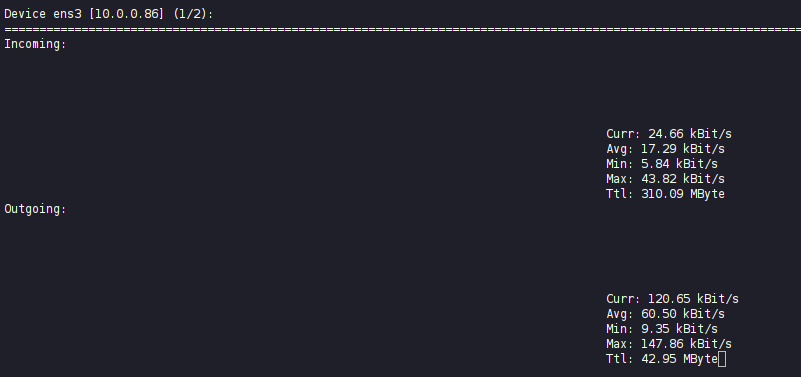 Device ens3 [10.0.0.86] (1/2):
==================================================================================================================
Incoming:
Curr: 24.66 kBit/s
Avg: 17.29 kBit/s
Min: 5.84 kBit/s
Max: 43.82 kBit/s
Ttl: 310.09 MByte
Outgoing:
Curr: 120.65 kBit/s
Avg: 60.50 kBit/s
Min: 9.35 kBit/s
Max: 147.86 kBit/s
Ttl: 42.95 MByte